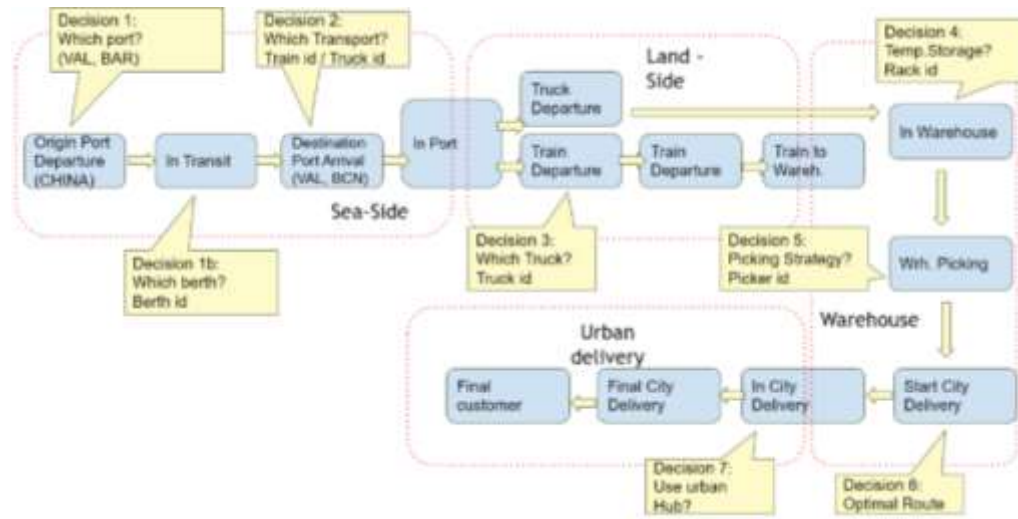 Decision 1:
Which port?
(VAL, BAR)
Decision 2:
Which Transport?
Train id / Truck id
Land -
Side
Decision 4:
Temp.Storage?
Rack id
Truck
Departure
Origin Port
Departure
(CHINA)
In Transit
Destination
Port Arrival
(VAL, BCN)
In Port
Train
Departure
Train
Departure
Train to
Wareh.
In Warehouse
Sea-Side
Decision 1b:
Which berth?
Berth id
Decision 3:
Which Truck?
Truck id
Decision 5:
Picking Strategy?
Picker id
Wrh. Picking
Urban
delivery
Warehouse
Final
customer
Final City
Delivery
In City
Delivery
Start City
Delivery
Decision 7:
Use urban
Hub?
Decision 6:
Optimal Route